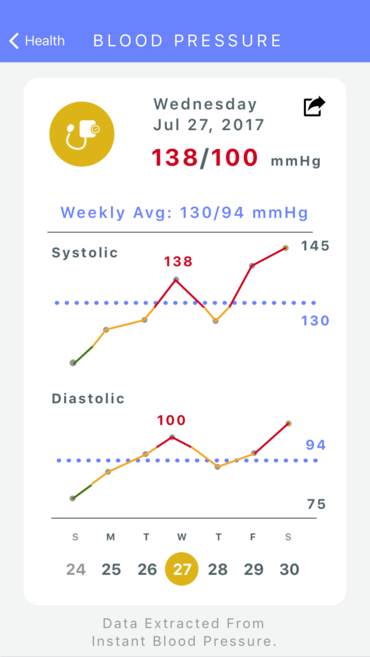 Health
BLOOD PRESSURE
Wednesday
Jul 27, 2017
138/100 mmHg
Weekly Avg: 130/94 mmHg
Systolic
145
138
130
Diastolic
100
94
75
S M T W T F S
24 25 26 27 28 29 30
Data Extracted From
Instant Blood Pressure.